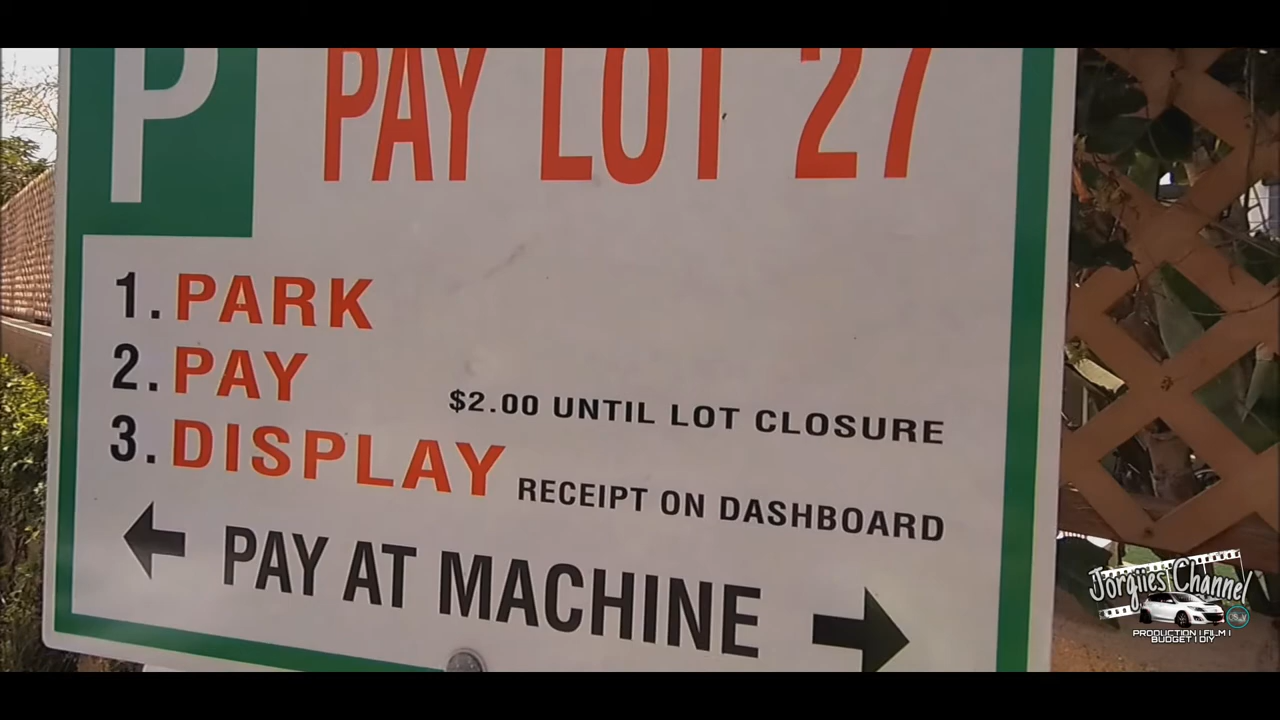 P
PAY LOT 27
1. PARK
2. PAY
$2.00 UNTIL LOT CLOSURE
3. DISPLAY RECEIPT ON DASHBOARD
PAY AT MACHINE
Jorgiies Channel
PRODUCTION | FILM |
BUDGET | DIY